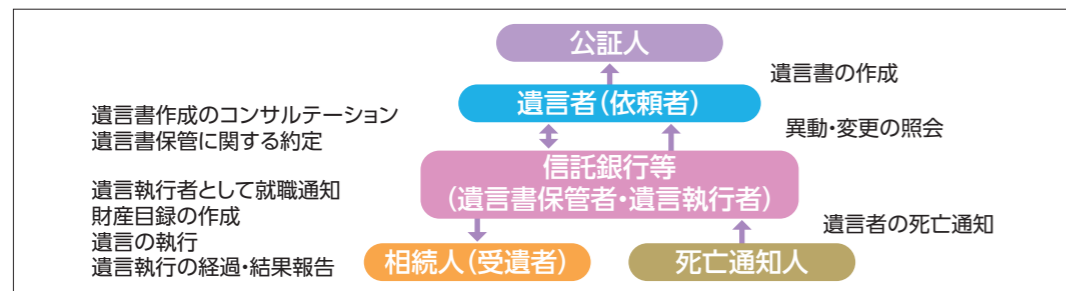 公証人
遺言書の作成
遺言者(依頼者)
遺言書作成のコンサルテーション
遺言書保管に関する約定
異動・変更の照会
信託銀行等
(遺言書保管者・遺言執行者)
遺言執行者として就職通知
財産目録の作成
遺言の執行
遺言執行の経過・結果報告
遺言者の死亡通知
相続人(受遺者)
死亡通知人